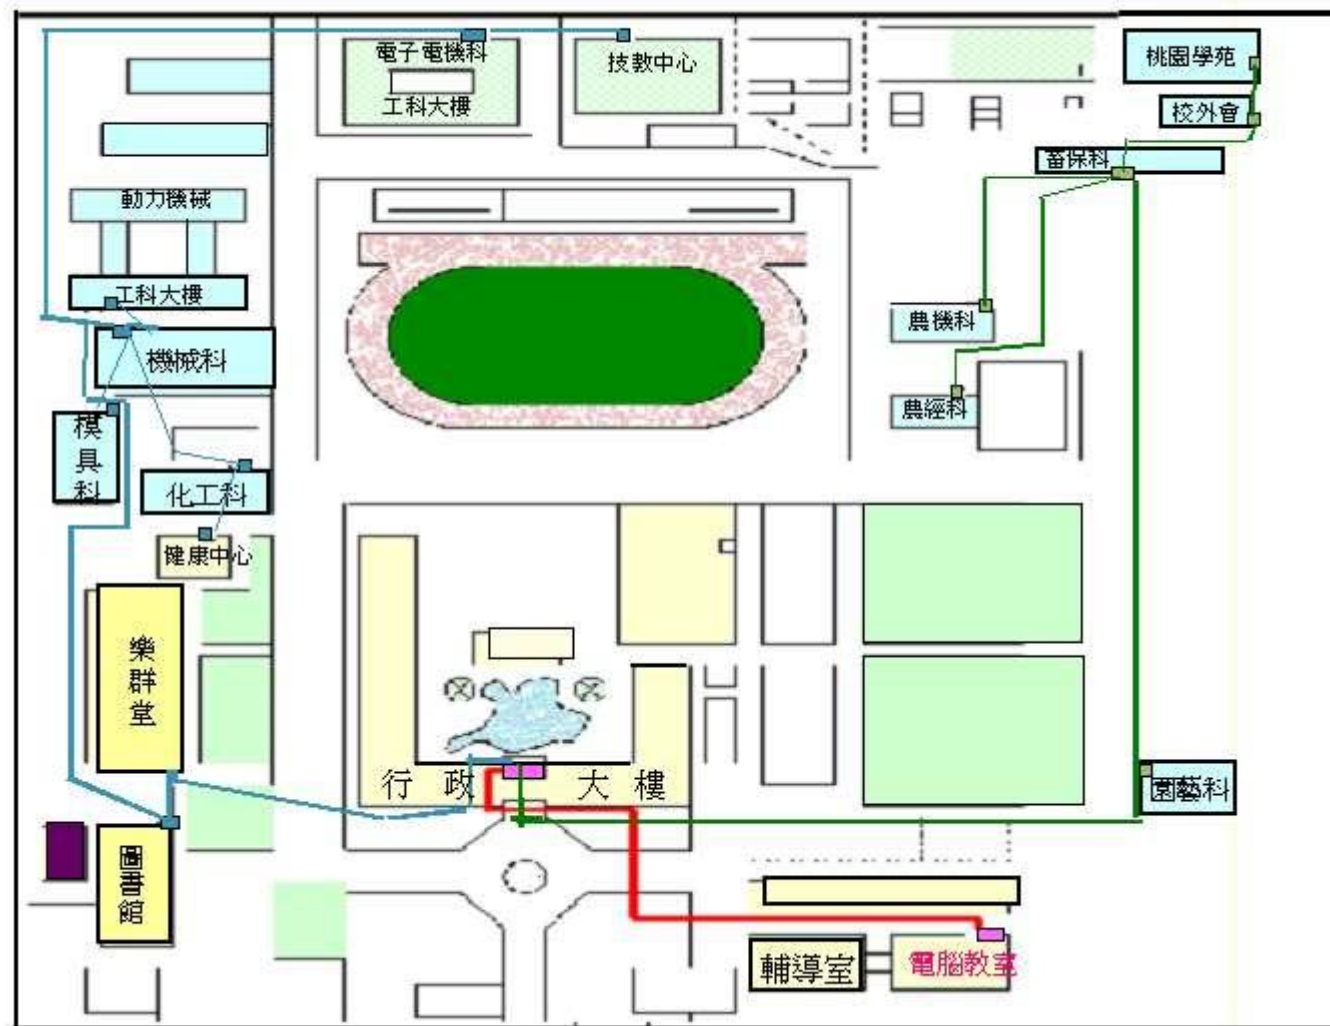 電子電機科
工科大樓
技數中心
桃園學苑
校外會
畜保科
動力機械
工科大樓
機械科
農機科
農經科
模
具
科
化工科
健康中心
樂
群
堂
行政大樓
園藝科
圖
書
館
輔導室
電腦教室